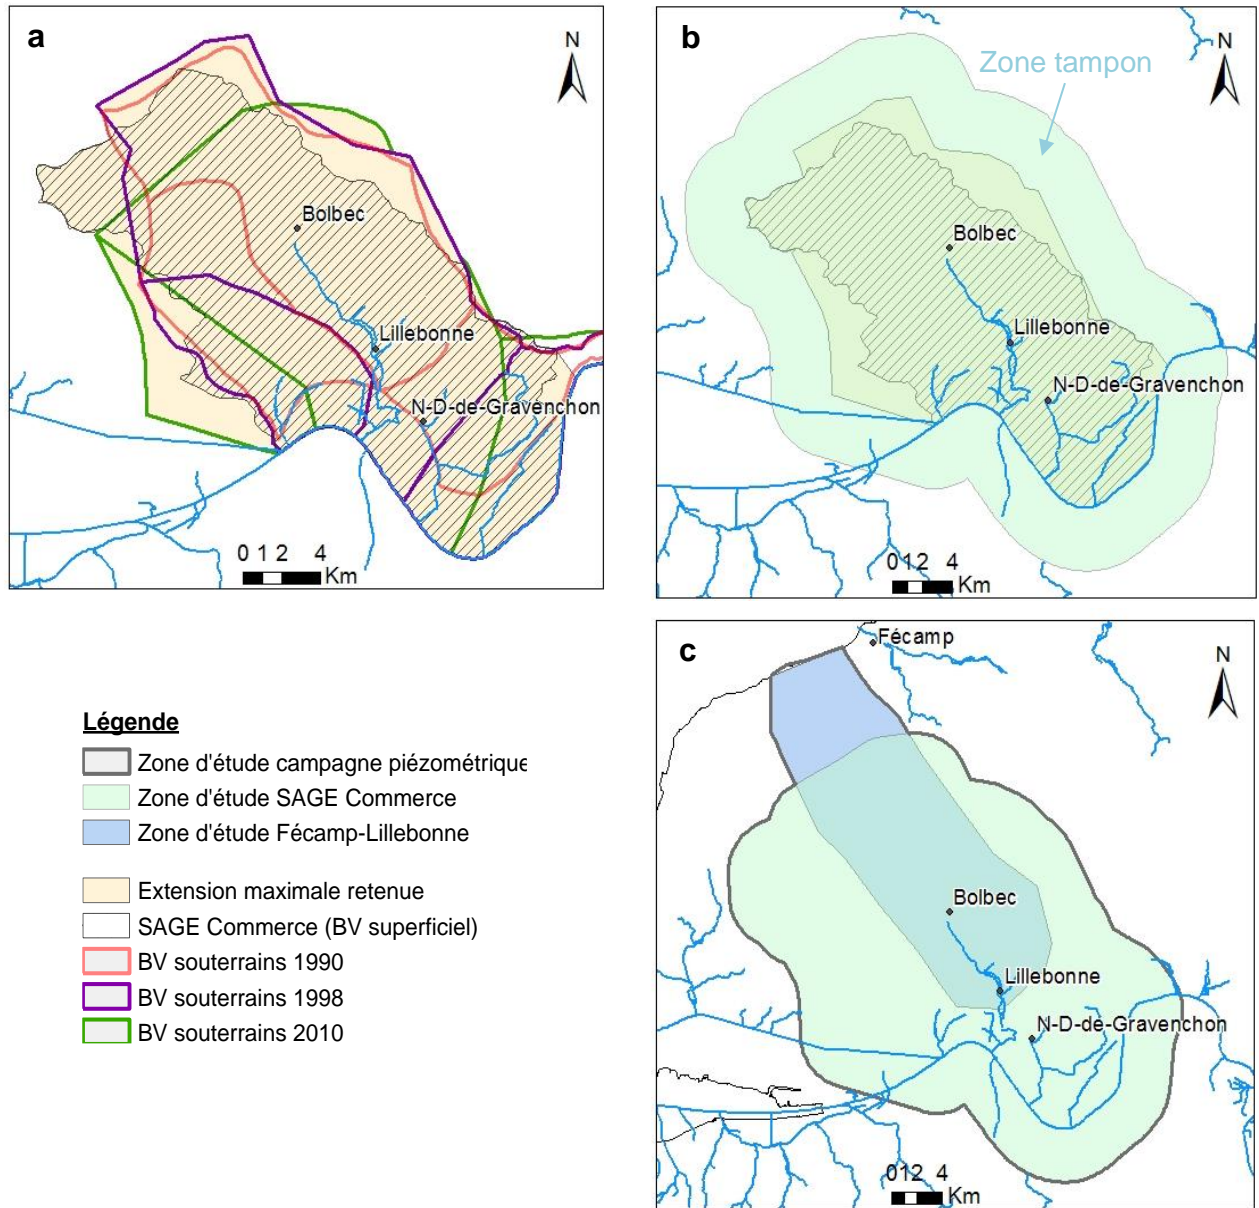 a
N
Bolbec
Lillebonne
N-D-de-Gravenchon
0 1 2 4
Km
b
Zone tampon
N
Bolbec
Lillebonne
N-D-de-Gravenchon
012 4
Km
Légende
Zone d'étude campagne piézométrique
Zone d'étude SAGE Commerce
Zone d'étude Fécamp-Lillebonne
Extension maximale retenue
SAGE Commerce (BV superficiel)
BV souterrains 1990
BV souterrains 1998
BV souterrains 2010
c
Fécamp
N
Bolbec
Lillebonne
N-D-de-Gravenchon
012 4
Km